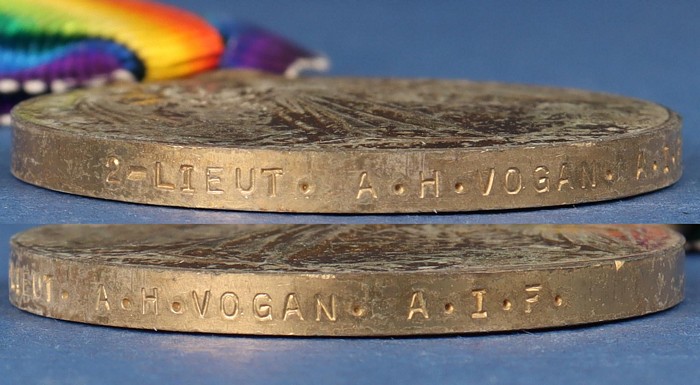 2-LIEUT. A.H.VOGAN. A.I.
LIEUT. A.H.VOGAN. A.I.F.